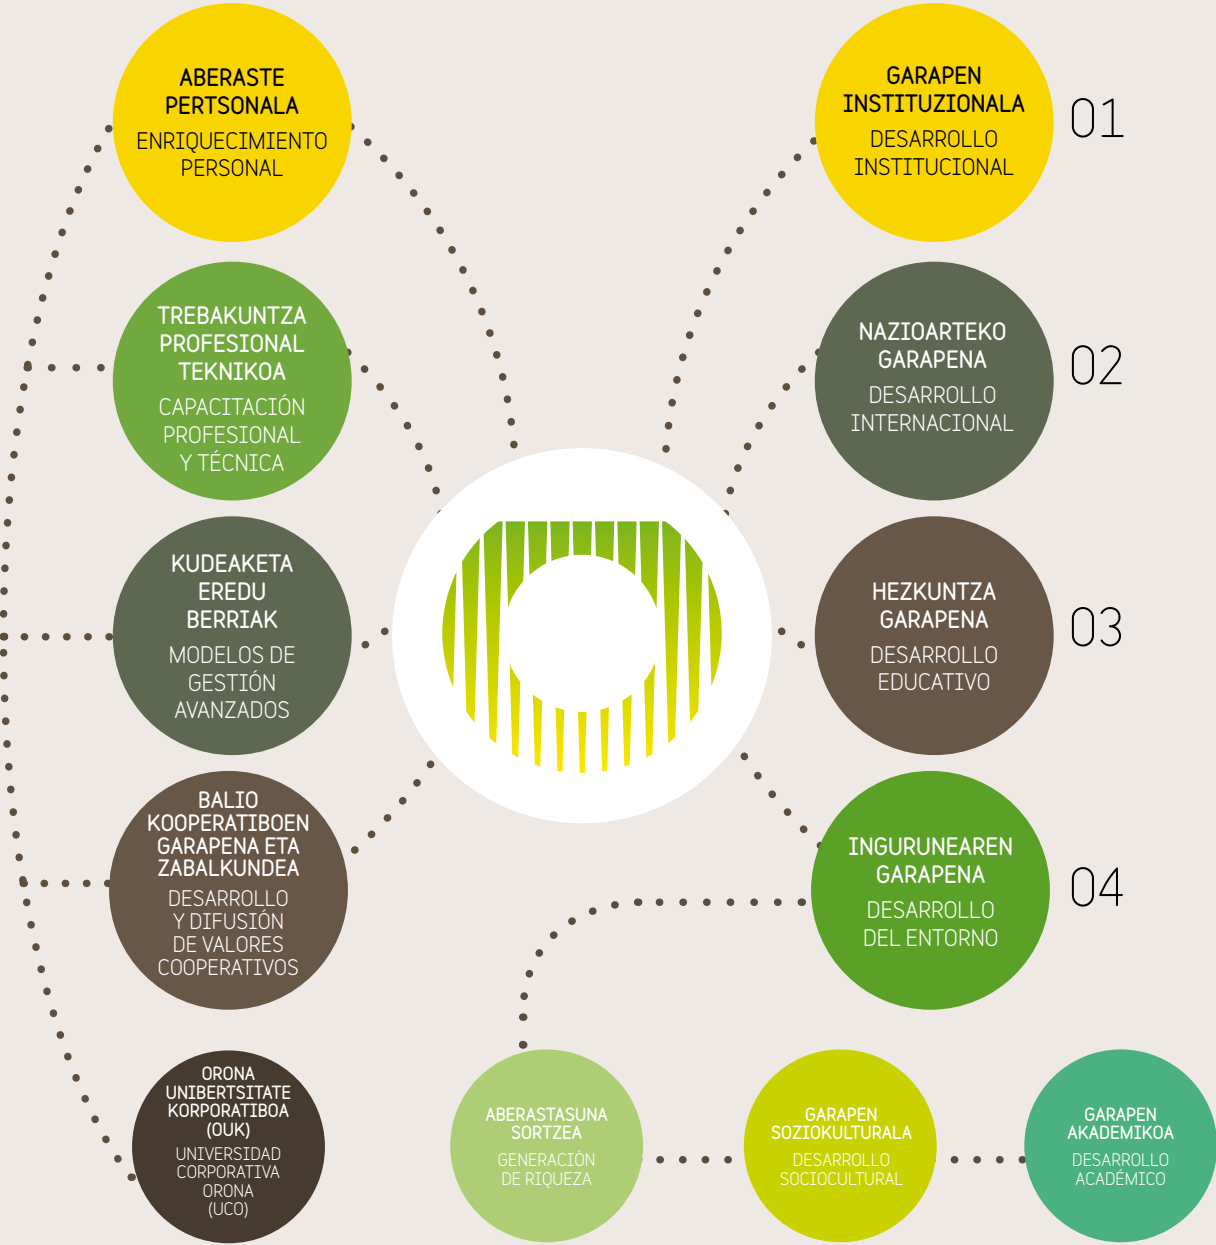 ABERASTE
PERTSONALA
ENRIQUECIMIENTO
PERSONAL
TREBAKUNTZA
PROFESIONAL
TEKNIKOA
CAPACITACIÓN
PROFESIONAL
Y TÉCNICA
KUDEAKETA
EREDU
BERRIAK
MODELOS DE
GESTIÓN
AVANZADOS
BALIO
KOOPERATIBOEN
GARAPENA ETA
ZABALKUNDEA
DESARROLLO
Y DIFUSIÓN
DE VALORES
COOPERATIVOS
ORONA
UNIBERTSITATE
KORPORATIBOA
(OUK)
UNIVERSIDAD
CORPORATIVA
ORONA
(UCO)
GARAPEN
INSTITUZIONALA
DESARROLLO
INSTITUCIONAL
01
NAZIOARTEKO
GARAPENA
DESARROLLO
INTERNACIONAL
02
HEZKUNTZA
GARAPENA
DESARROLLO
EDUCATIVO
03
INGURUNEAREN
GARAPENA
DESARROLLO
DEL ENTORNO
04
ABERASTASUNA
SORTZEA
GENERACIÓN
DE RIQUEZA
GARAPEN
SOZIOKULTURALA
DESARROLLO
SOCIOCULTURAL
GARAPEN
AKADEMIKOA
DESARROLLO
ACADÉMICO